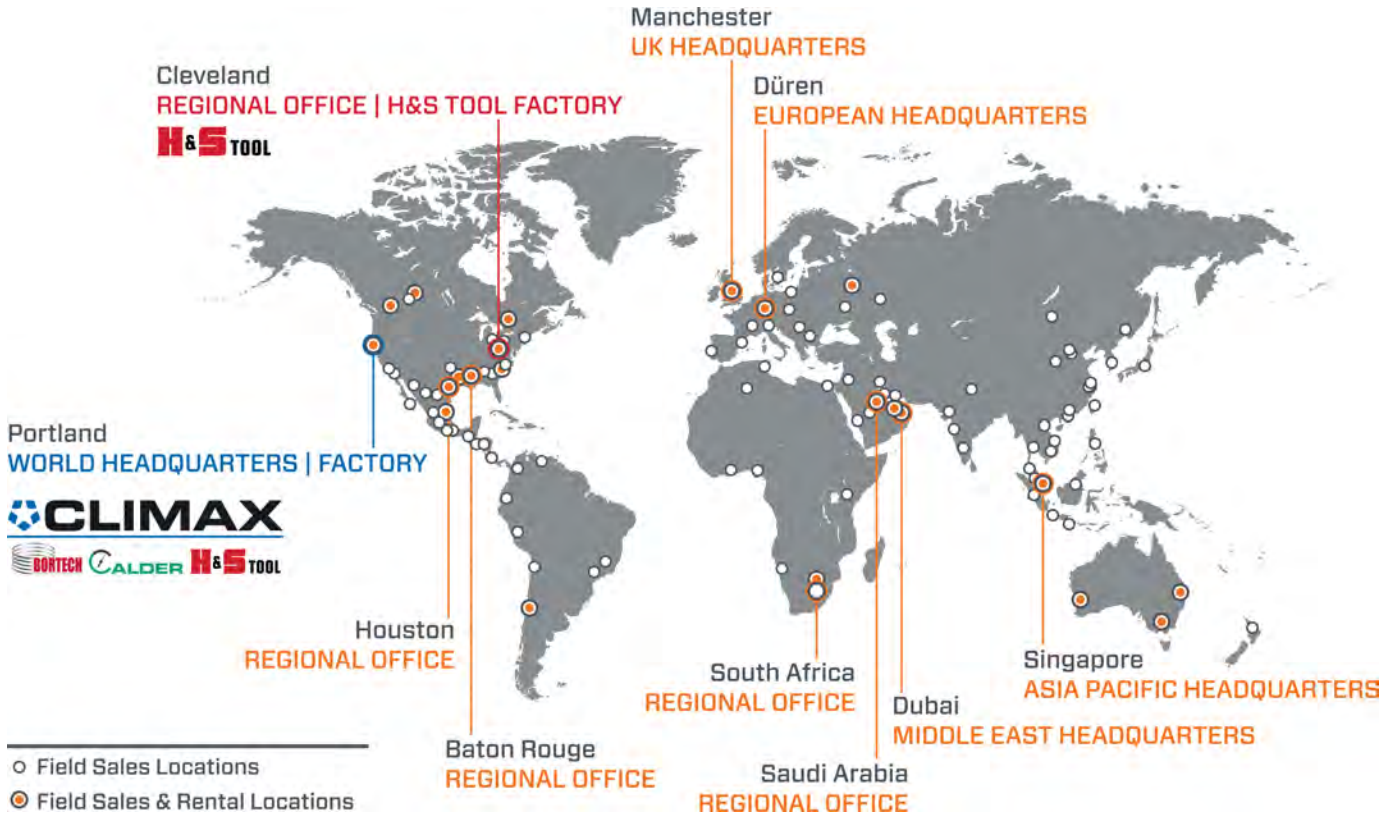 Manchester
UK HEADQUARTERS
Cleveland
REGIONAL OFFICE | H&S TOOL FACTORY
H&S TOOL
Düren
EUROPEAN HEADQUARTERS
Portland
WORLD HEADQUARTERS | FACTORY
CLIMAX
BORTECH CALDER H&S TOOL
Houston
REGIONAL OFFICE
South Africa
REGIONAL OFFICE
Singapore
ASIA PACIFIC HEADQUARTERS
Dubai
MIDDLE EAST HEADQUARTERS
Baton Rouge
REGIONAL OFFICE
Saudi Arabia
REGIONAL OFFICE
Field Sales Locations
Field Sales & Rental Locations